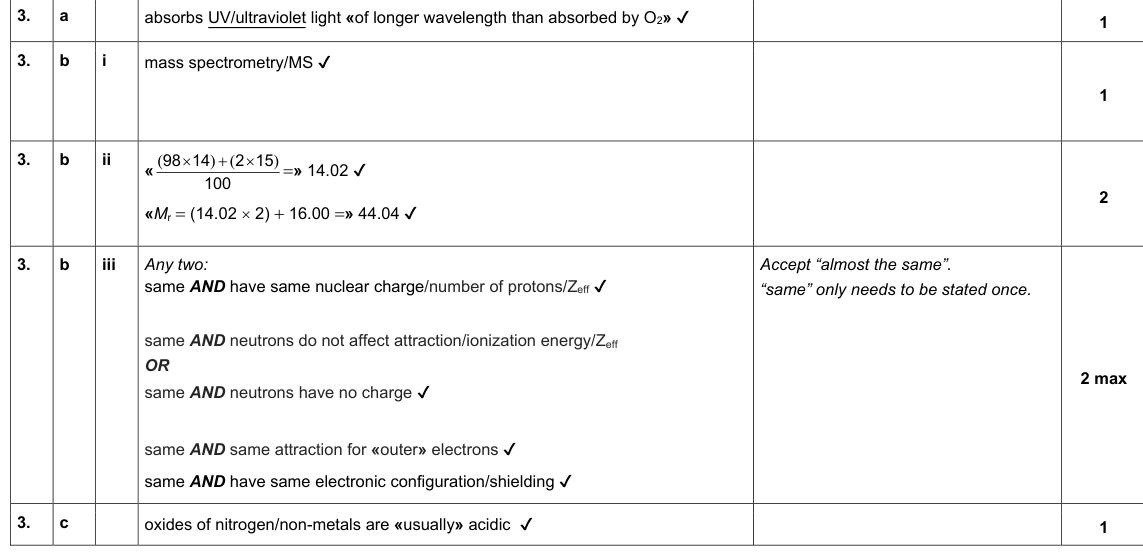 3. a absorbs UV/ultraviolet light «of longer wavelength than absorbed by O₂» ✓ 1
3. b i mass spectrometry/MS ✓ 1
3. b ii «(98×14)+(2×15)/100 =» 14.02 ✓
«Mᵣ = (14.02 × 2) + 16.00 =» 44.04 ✓ 2
3. b iii Any two: Accept “almost the same”.
same AND have same nuclear charge/number of protons/Zeff ✓ “same” only needs to be stated once.
same AND neutrons do not affect attraction/ionization energy/Zeff
OR
same AND neutrons have no charge ✓ 2 max
same AND same attraction for «outer» electrons ✓
same AND have same electronic configuration/shielding ✓
3. c oxides of nitrogen/non-metals are «usually» acidic ✓ 1